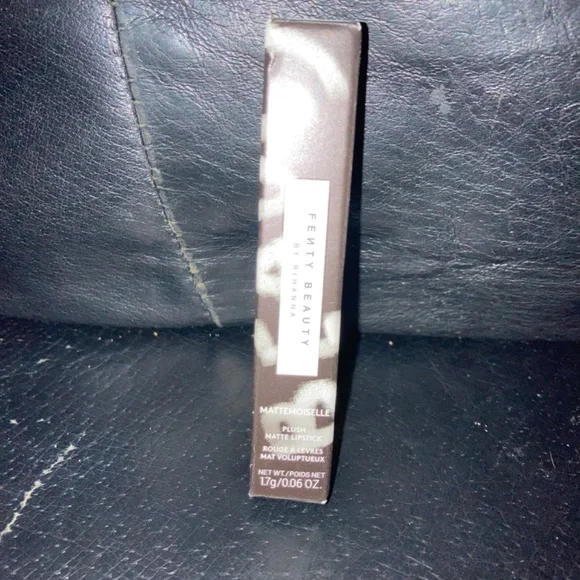 FEИTY BEAUTY
BY RIHANNA
MATTEMOISELLE
PLUSH
MATTE LIPSTICK
ROUGE À LÈVRES
MAT VOLUPTUEUX
NET WT./POIDS NET
1.7g/0.06 OZ.